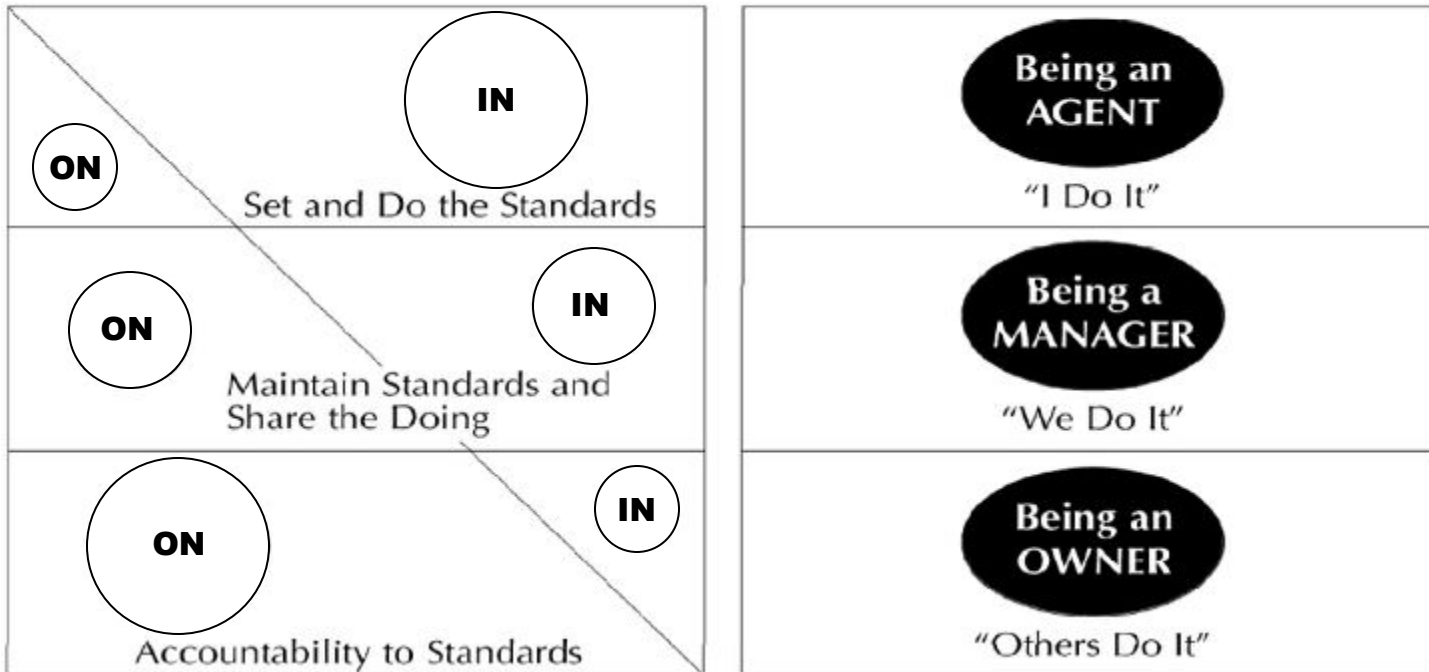 IN
ON
Set and Do the Standards
Being an
AGENT
“I Do It”
IN
ON
Maintain Standards and
Share the Doing
Being a
MANAGER
“We Do It”
IN
ON
Accountability to Standards
Being an
OWNER
“Others Do It”